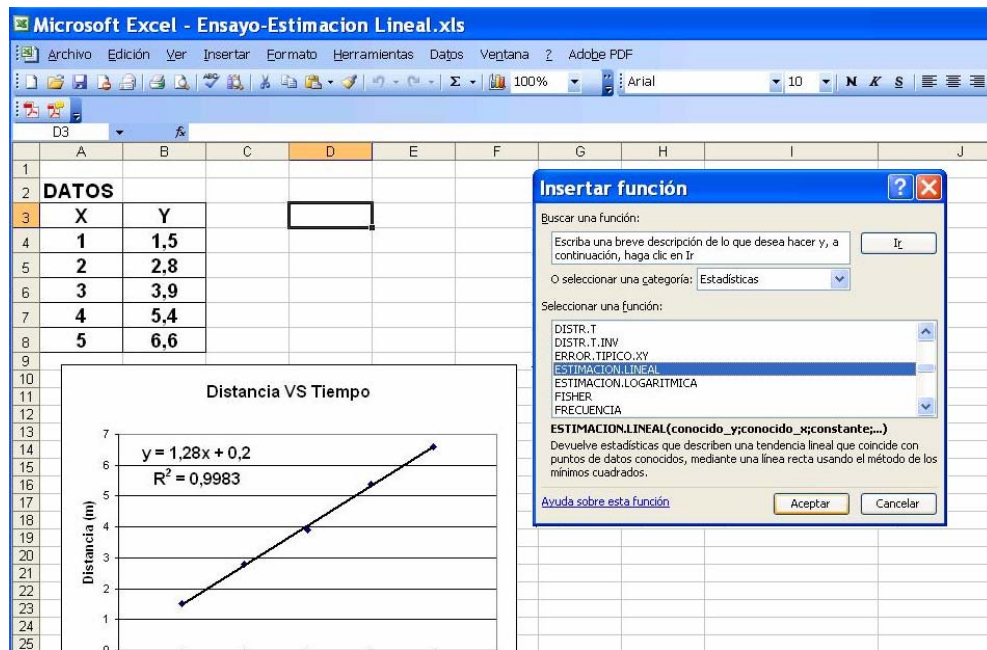 Microsoft Excel - Ensayo-Estimacion Lineal.xls
Archivo Edición Ver Insertar Formato Herramientas Datos Ventana ? Adobe PDF
Σ 100% Arial 10 N K S
D3 fx
A B C D E F G H I J
1
2 DATOS
3 X Y
4 1 1,5
5 2 2,8
6 3 3,9
7 4 5,4
8 5 6,6
9
10
11
12
13
14
15
16
17
18
19
20
21
22
23
24
25
Distancia VS Tiempo
y = 1,28x + 0,2
R² = 0,9983
Distancia (m)
7
6
5
4
3
2
1
0
Insertar función
Buscar una función:
Escriba una breve descripción de lo que desea hacer y, a
continuación, haga clic en Ir
Ir
O seleccionar una categoría: Estadísticas
Seleccionar una función:
DISTR.T
DISTR.T.INV
ERROR.TIPICO.XY
ESTIMACION.LINEAL
ESTIMACION.LOGARITMICA
FISHER
FRECUENCIA
ESTIMACION.LINEAL(conocido_y;conocido_x;constante;...)
Devuelve estadísticas que describen una tendencia lineal que coincide con
puntos de datos conocidos, mediante una línea recta usando el método de los
mínimos cuadrados.
Ayuda sobre esta función
Aceptar Cancelar